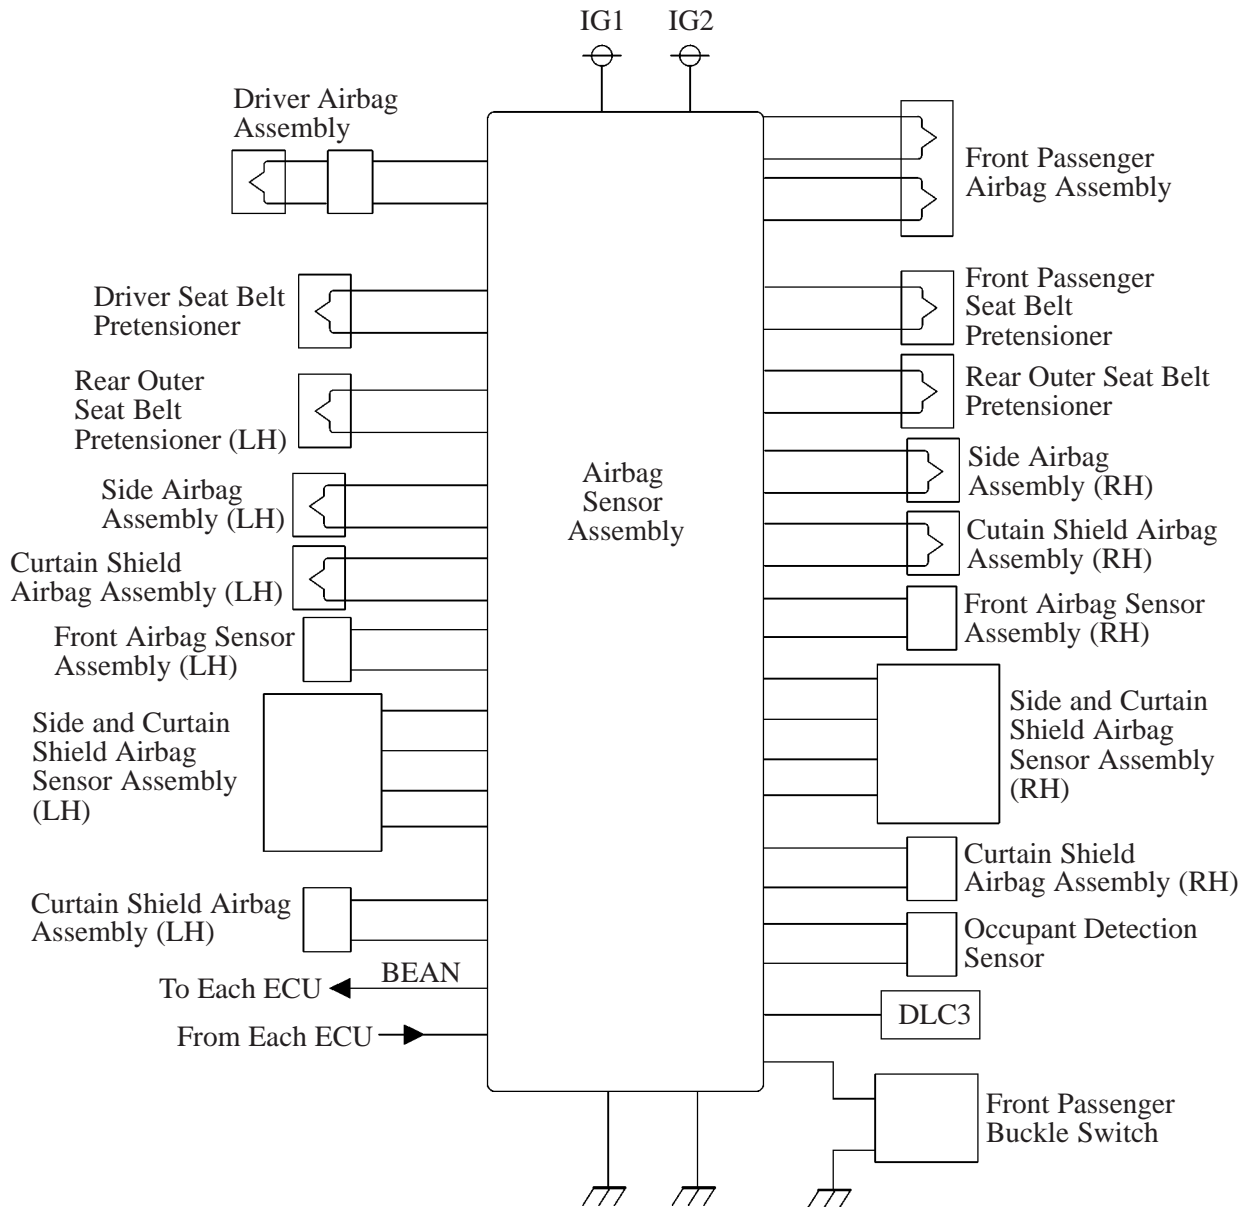 IG1
IG2
Driver Airbag
Assembly
Driver Seat Belt
Pretensioner
Rear Outer
Seat Belt
Pretensioner (LH)
Side Airbag
Assembly (LH)
Curtain Shield
Airbag Assembly (LH)
Front Airbag Sensor
Assembly (LH)
Side and Curtain
Shield Airbag
Sensor Assembly
(LH)
Curtain Shield Airbag
Assembly (LH)
BEAN
To Each ECU
From Each ECU
Airbag
Sensor
Assembly
Front Passenger
Airbag Assembly
Front Passenger
Seat Belt
Pretensioner
Rear Outer Seat Belt
Pretensioner
Side Airbag
Assembly (RH)
Cutain Shield Airbag
Assembly (RH)
Front Airbag Sensor
Assembly (RH)
Side and Curtain
Shield Airbag
Sensor Assembly
(RH)
Curtain Shield
Airbag Assembly (RH)
Occupant Detection
Sensor
DLC3
Front Passenger
Buckle Switch